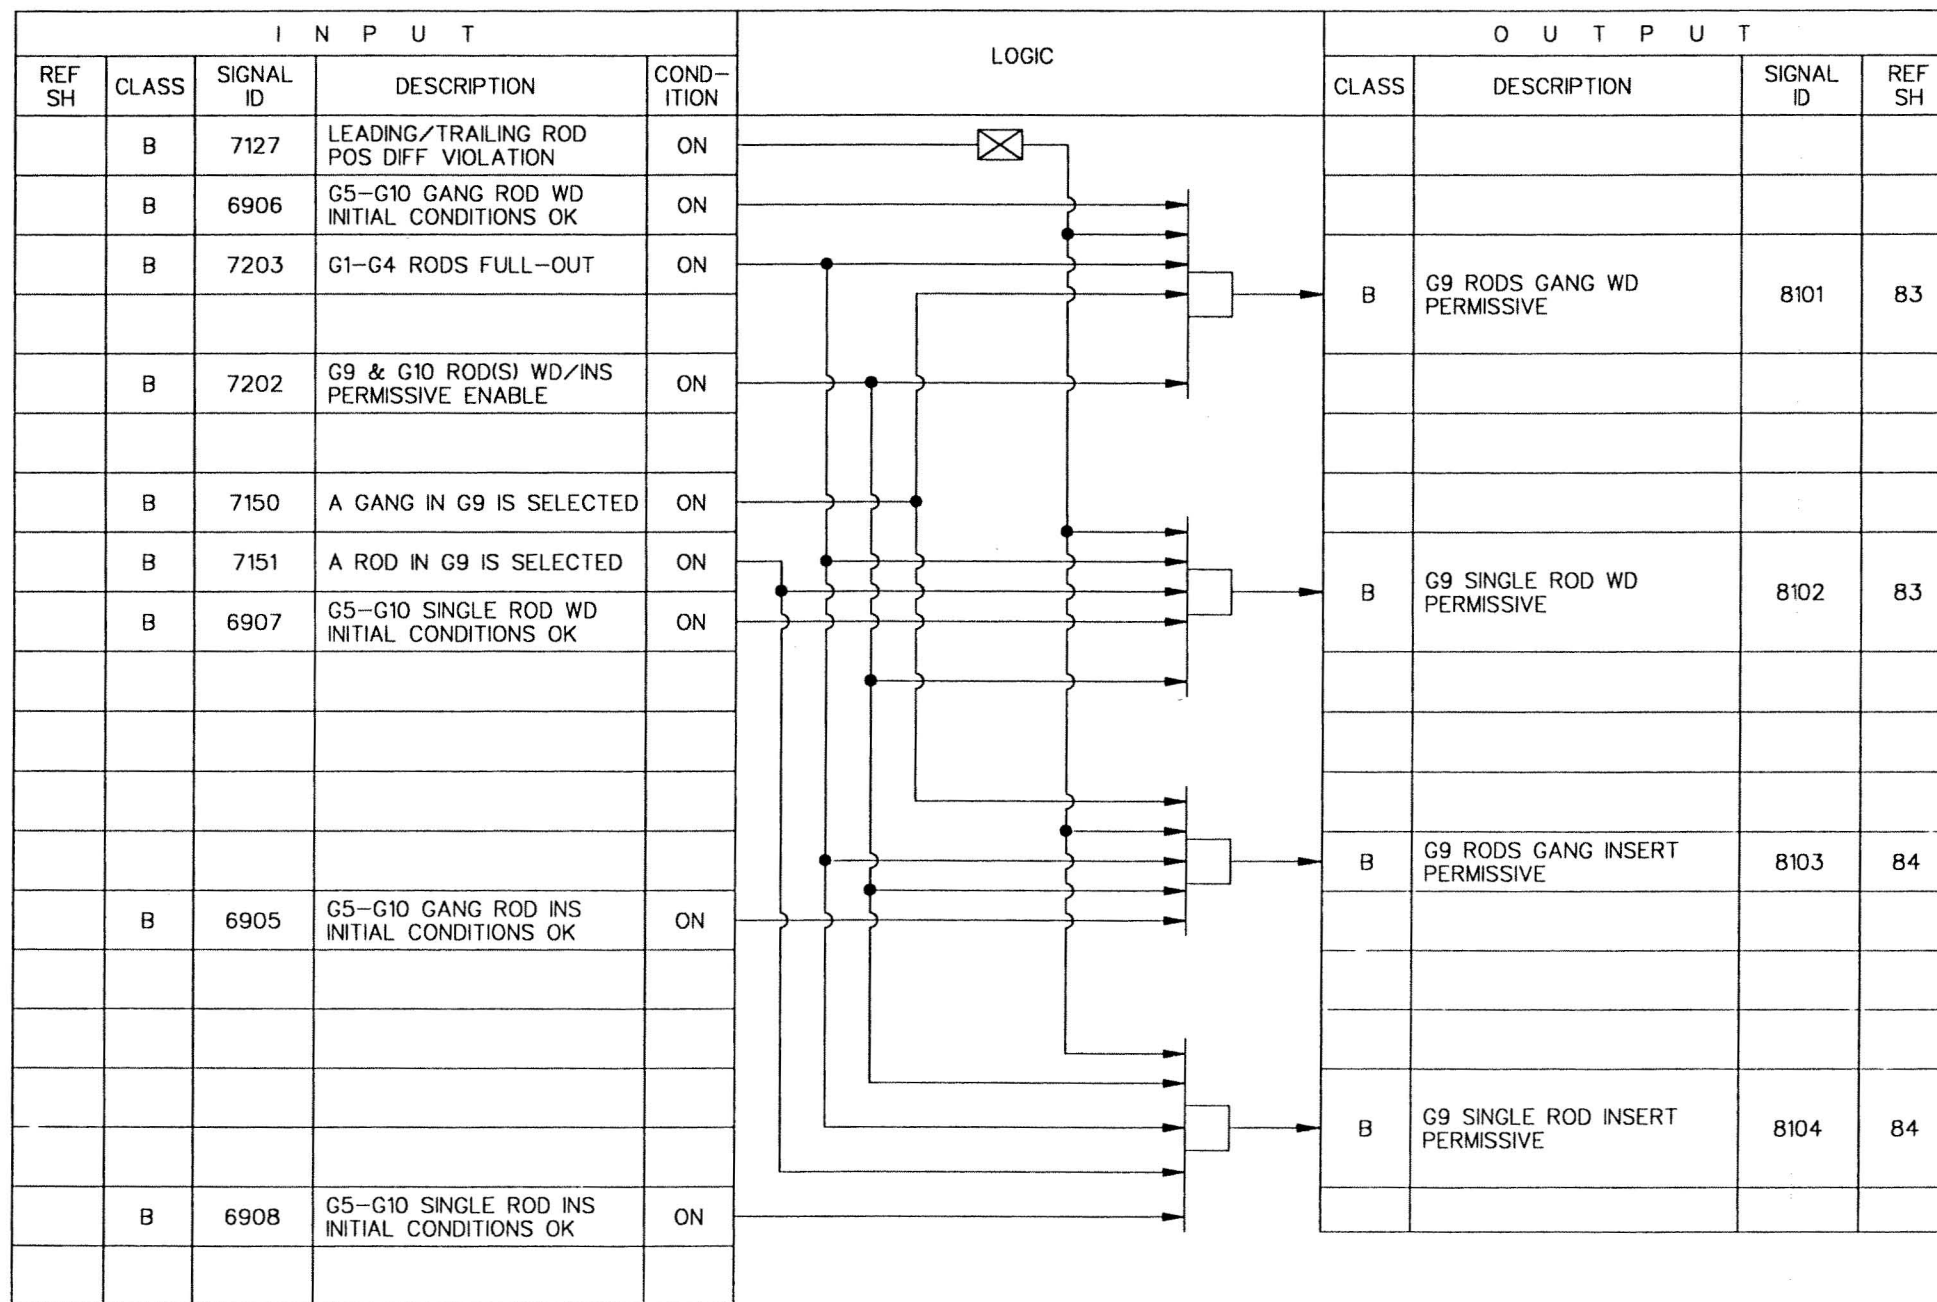 I N P U T
LOGIC
O U T P U T
REF
SH
CLASS
SIGNAL
ID
DESCRIPTION
COND-
ITION
CLASS
DESCRIPTION
SIGNAL
ID
REF
SH
B
7127
LEADING/TRAILING ROD
POS DIFF VIOLATION
ON
B
6906
G5-G10 GANG ROD WD
INITIAL CONDITIONS OK
ON
B
7203
G1-G4 RODS FULL-OUT
ON
B
G9 RODS GANG WD
PERMISSIVE
8101
83
B
7202
G9 & G10 ROD(S) WD/INS
PERMISSIVE ENABLE
ON
B
7150
A GANG IN G9 IS SELECTED
ON
B
7151
A ROD IN G9 IS SELECTED
ON
B
G9 SINGLE ROD WD
PERMISSIVE
8102
83
B
6907
G5-G10 SINGLE ROD WD
INITIAL CONDITIONS OK
ON
B
G9 RODS GANG INSERT
PERMISSIVE
8103
84
B
6905
G5-G10 GANG ROD INS
INITIAL CONDITIONS OK
ON
B
G9 SINGLE ROD INSERT
PERMISSIVE
8104
84
B
6908
G5-G10 SINGLE ROD INS
INITIAL CONDITIONS OK
ON